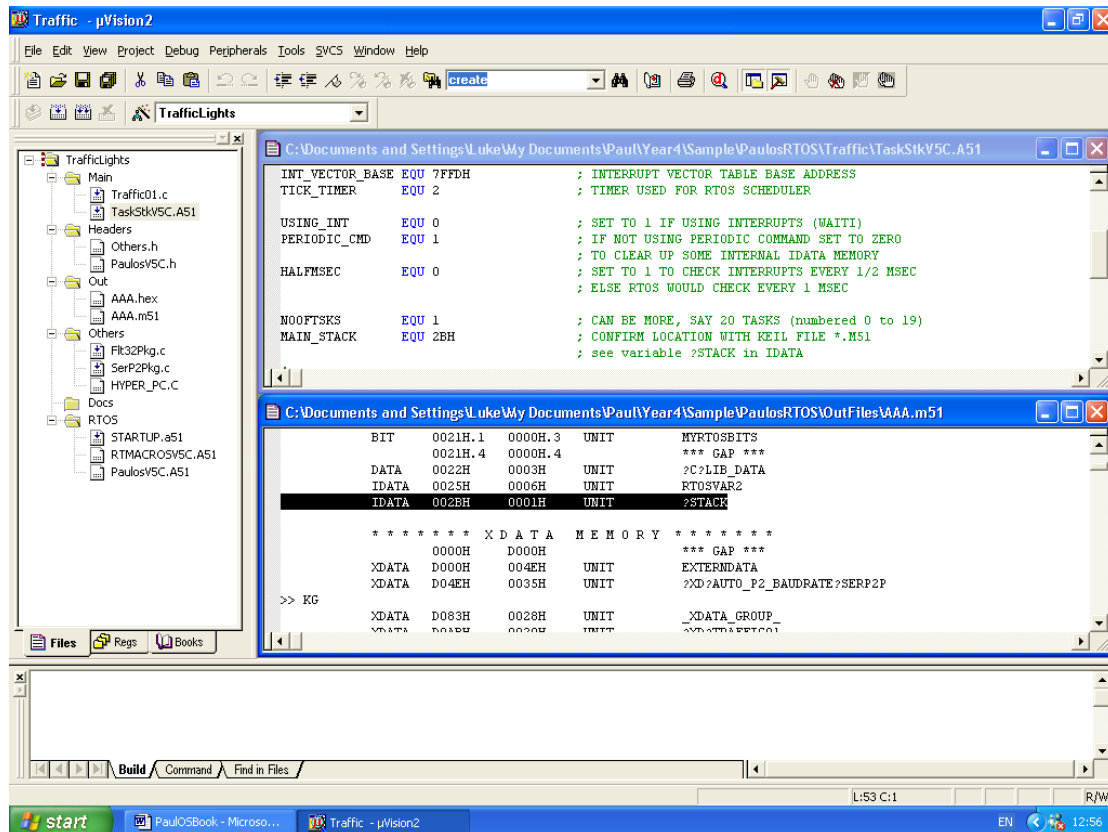 Traffic - µVision2
File Edit View Project Debug Peripherals Tools SVCS Window Help
create
TrafficLights
TrafficLights
Main
Traffic01.c
TaskStkV5C.A51
Headers
Others.h
PaulosV5C.h
Out
AAA.hex
AAA.m51
Others
Flt32Pkg.c
SerP2Pkg.c
HYPER_PC.C
Docs
RTOS
STARTUP.a51
RTMACROSV5C.A51
PaulosV5C.A51
Files Regs Books
C:\Documents and Settings\Luke\My Documents\Paul\Year4\Sample\PaulosRTOS\Traffic\TaskStkV5C.A51
INT_VECTOR_BASE EQU 7FFDH ; INTERRUPT VECTOR TABLE BASE ADDRESS
TICK_TIMER EQU 2 ; TIMER USED FOR RTOS SCHEDULER
USING_INT EQU 0 ; SET TO 1 IF USING INTERRUPTS (WAITI)
PERIODIC_CMD EQU 1 ; IF NOT USING PERIODIC COMMAND SET TO ZERO
; TO CLEAR UP SOME INTERNAL IDATA MEMORY
HALFMSEC EQU 0 ; SET TO 1 TO CHECK INTERRUPTS EVERY 1/2 MSEC
; ELSE RTOS WOULD CHECK EVERY 1 MSEC
NOOFTSKS EQU 1 ; CAN BE MORE, SAY 20 TASKS (numbered 0 to 19)
MAIN_STACK EQU 2BH ; CONFIRM LOCATION WITH KEIL FILE *.M51
; see variable ?STACK in IDATA
C:\Documents and Settings\Luke\My Documents\Paul\Year4\Sample\PaulosRTOS\OutFiles\AAA.m51
BIT 0021H.1 0000H.3 UNIT MYRTOSBITS
0021H.4 0000H.4 *** GAP ***
DATA 0022H 0003H UNIT ?C?LIB_DATA
IDATA 0025H 0006H UNIT RTOSVAR2
IDATA 002BH 0001H UNIT ?STACK
* * * * * * * X D A T A M E M O R Y * * * * * * *
0000H D000H *** GAP ***
XDATA D000H 004EH UNIT EXTERNDATA
XDATA D04EH 0035H UNIT ?XD?AUTO_P2_BAUDRATE?SERP2P
>> KG
XDATA D083H 0028H UNIT _XDATA_GROUP_
Build Command Find in Files
L:53 C:1 R/W
start PaulOSBook - Microso... Traffic - µVision2 EN 12:56